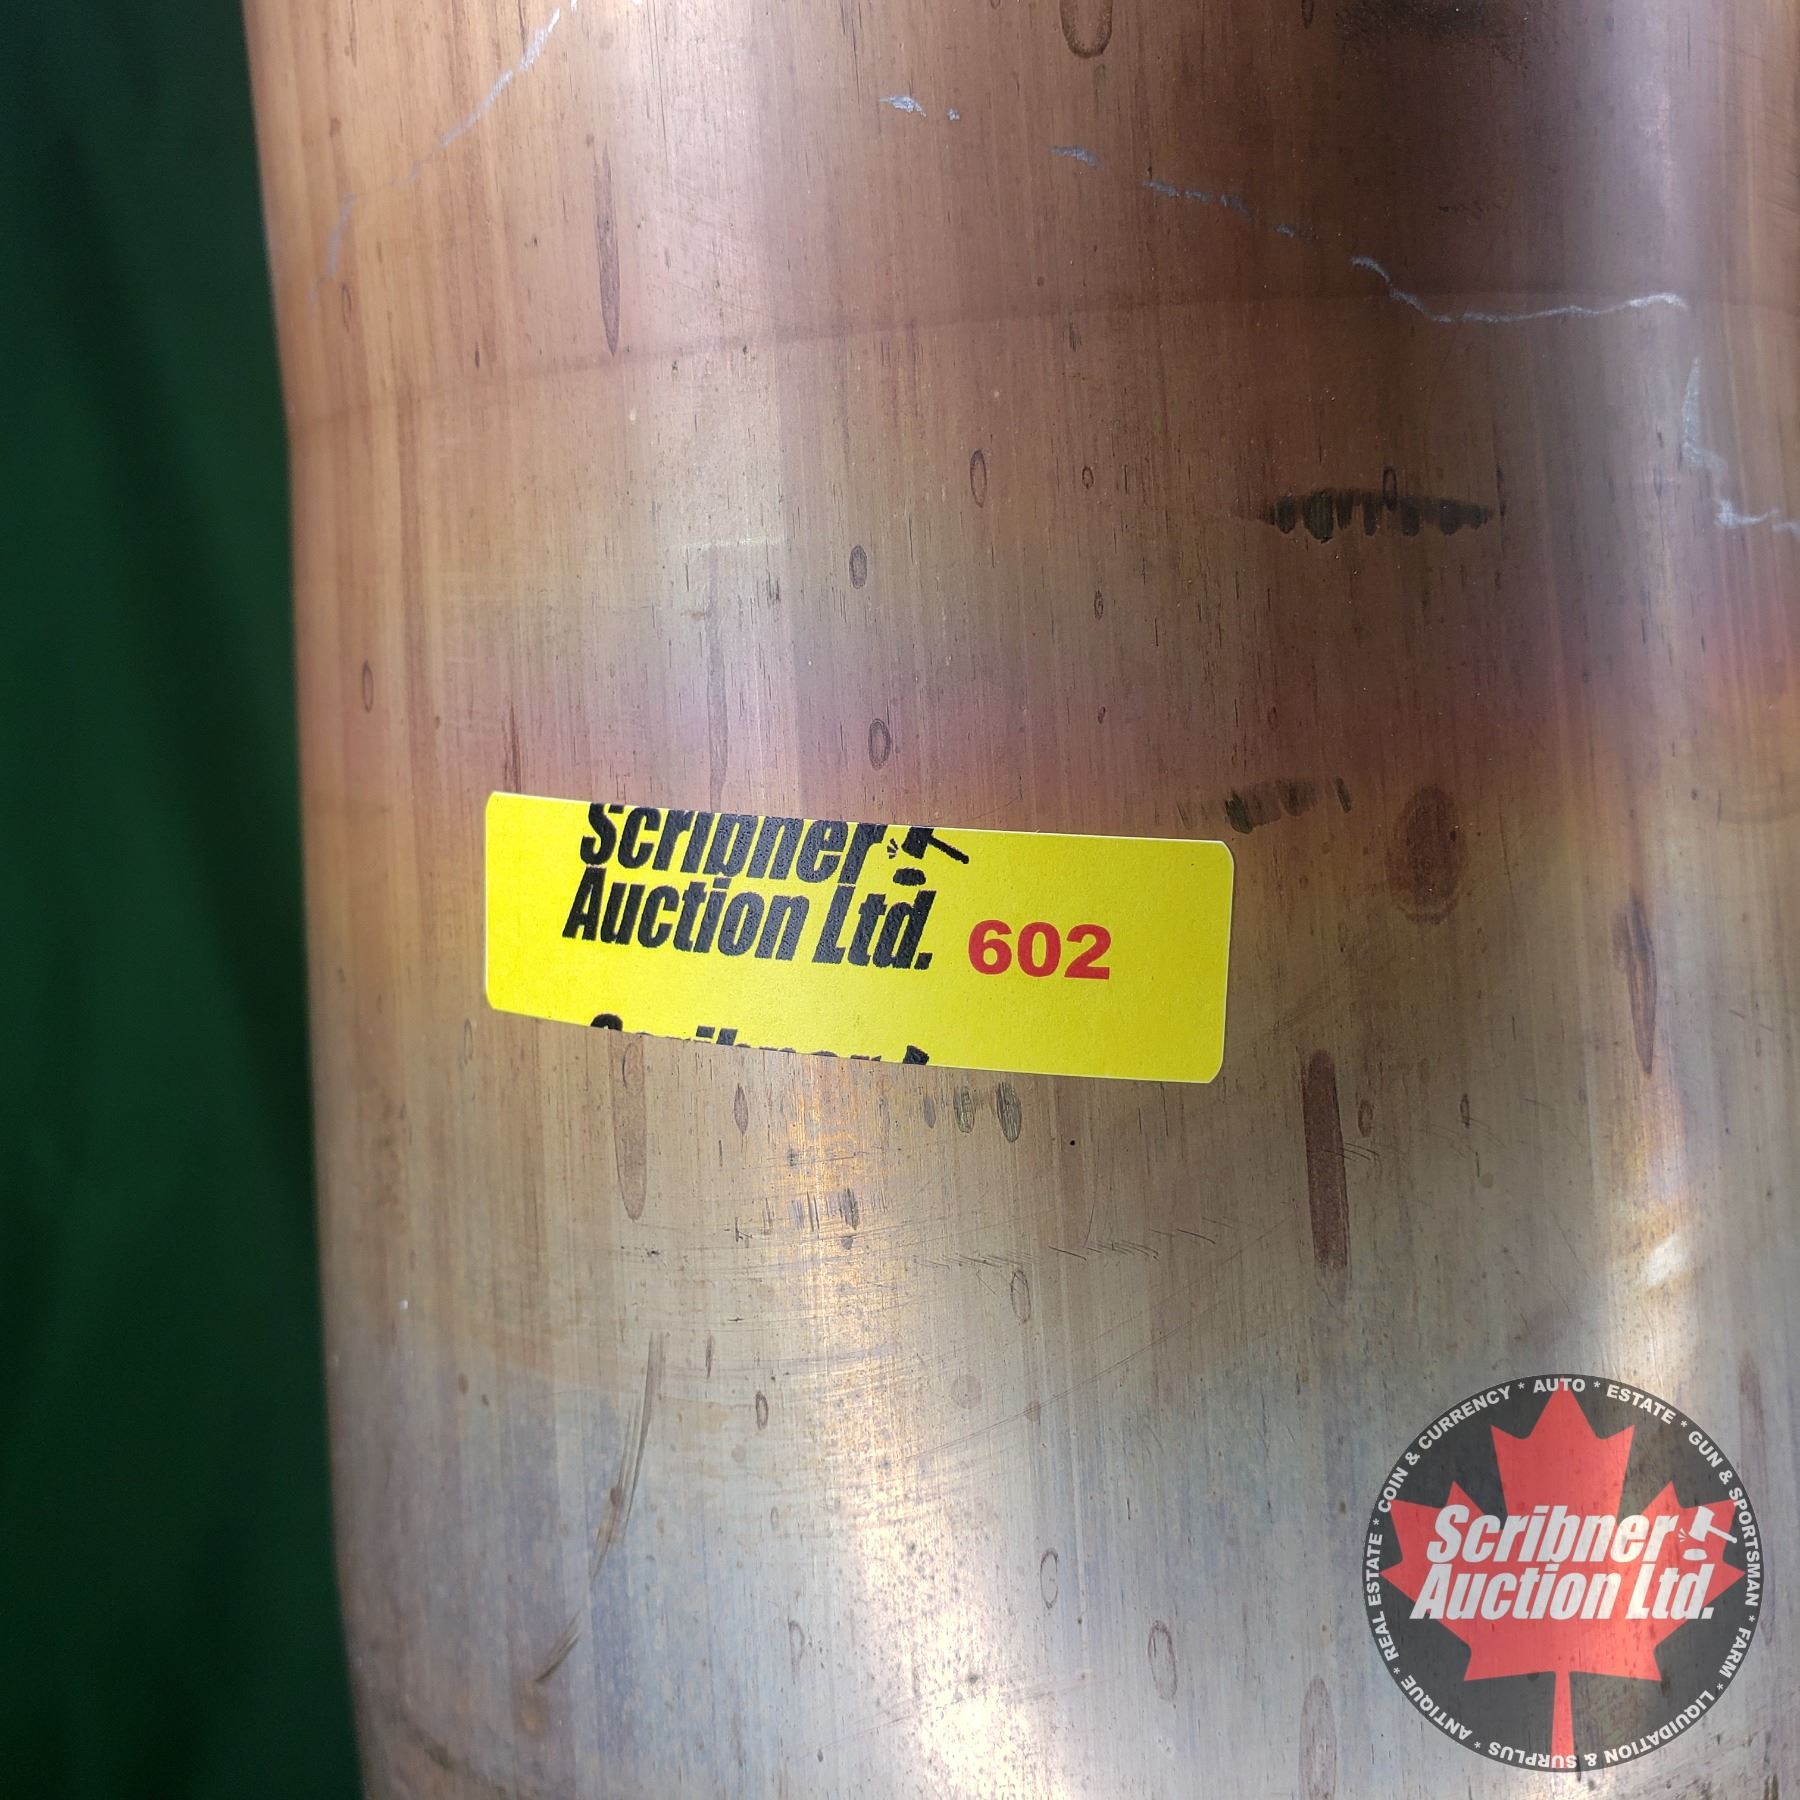 Scribner
Auction Ltd. 602
Scribner
* COIN & CURRENCY * AUTO * ESTATE * GUN & SPORTSMAN * FARM * LIQUIDATION & SURPLUS * ANTIQUE * REAL ESTATE
Scribner
Auction Ltd.